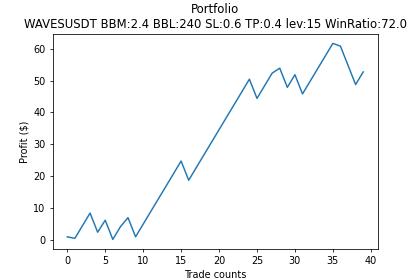 Portfolio
WAVESUSDT BBM:2.4 BBL:240 SL:0.6 TP:0.4 lev:15 WinRatio:72.0
60
50
40
30
20
10
0
Profit ($)
0 5 10 15 20 25 30 35 40
Trade counts